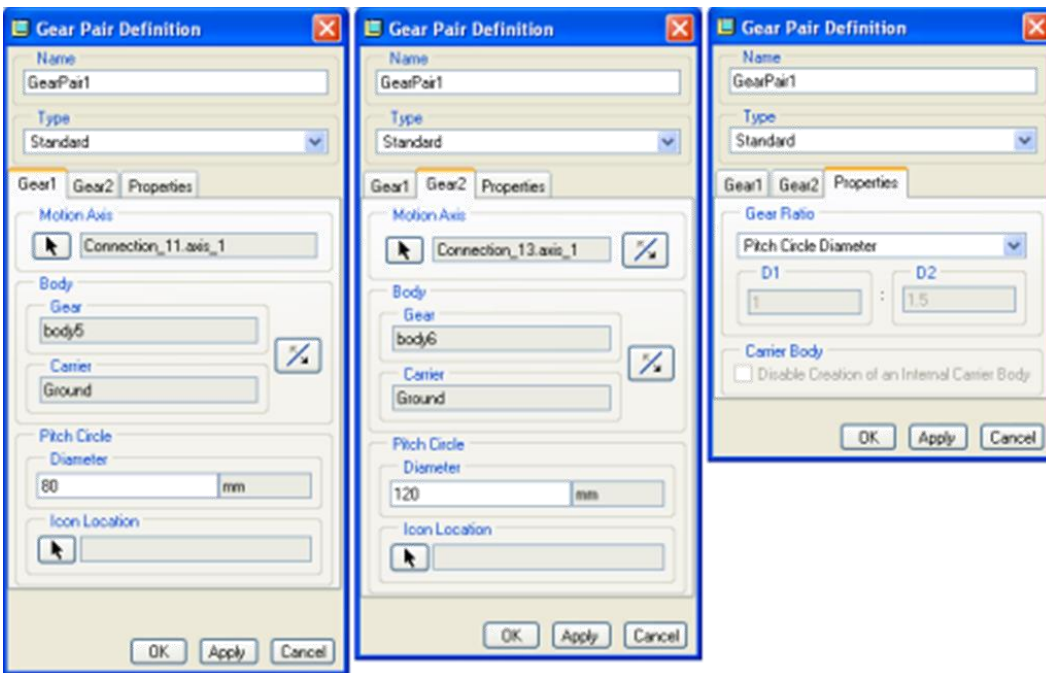 Gear Pair Definition
Name
GearPair1
Type
Standard
Gear1 Gear2 Properties
Motion Axis
Connection_11.axis_1
Body
Gear
body5
Carrier
Ground
Pitch Circle
Diameter
80 mm
Icon Location
OK Apply Cancel
Gear Pair Definition
Name
GearPair1
Type
Standard
Gear1 Gear2 Properties
Motion Axis
Connection_13.axis_1
Body
Gear
body6
Carrier
Ground
Pitch Circle
Diameter
120 mm
Icon Location
OK Apply Cancel
Gear Pair Definition
Name
GearPair1
Type
Standard
Gear1 Gear2 Properties
Gear Ratio
Pitch Circle Diameter
D1 D2
1 : 1.5
Carrier Body
Disable Creation of an Internal Carrier Body
OK Apply Cancel